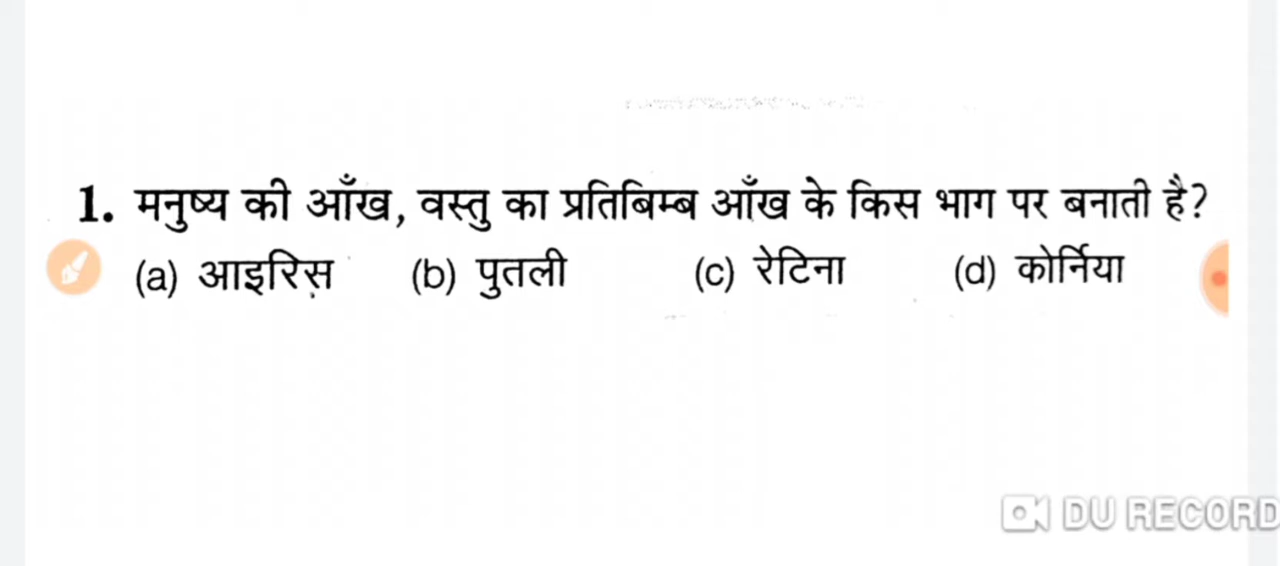 1. मनुष्य की आँख, वस्तु का प्रतिबिम्ब आँख के किस भाग पर बनाती है?
(a) आइरिस (b) पुतली (c) रेटिना (d) कोर्निया
DU RECORD